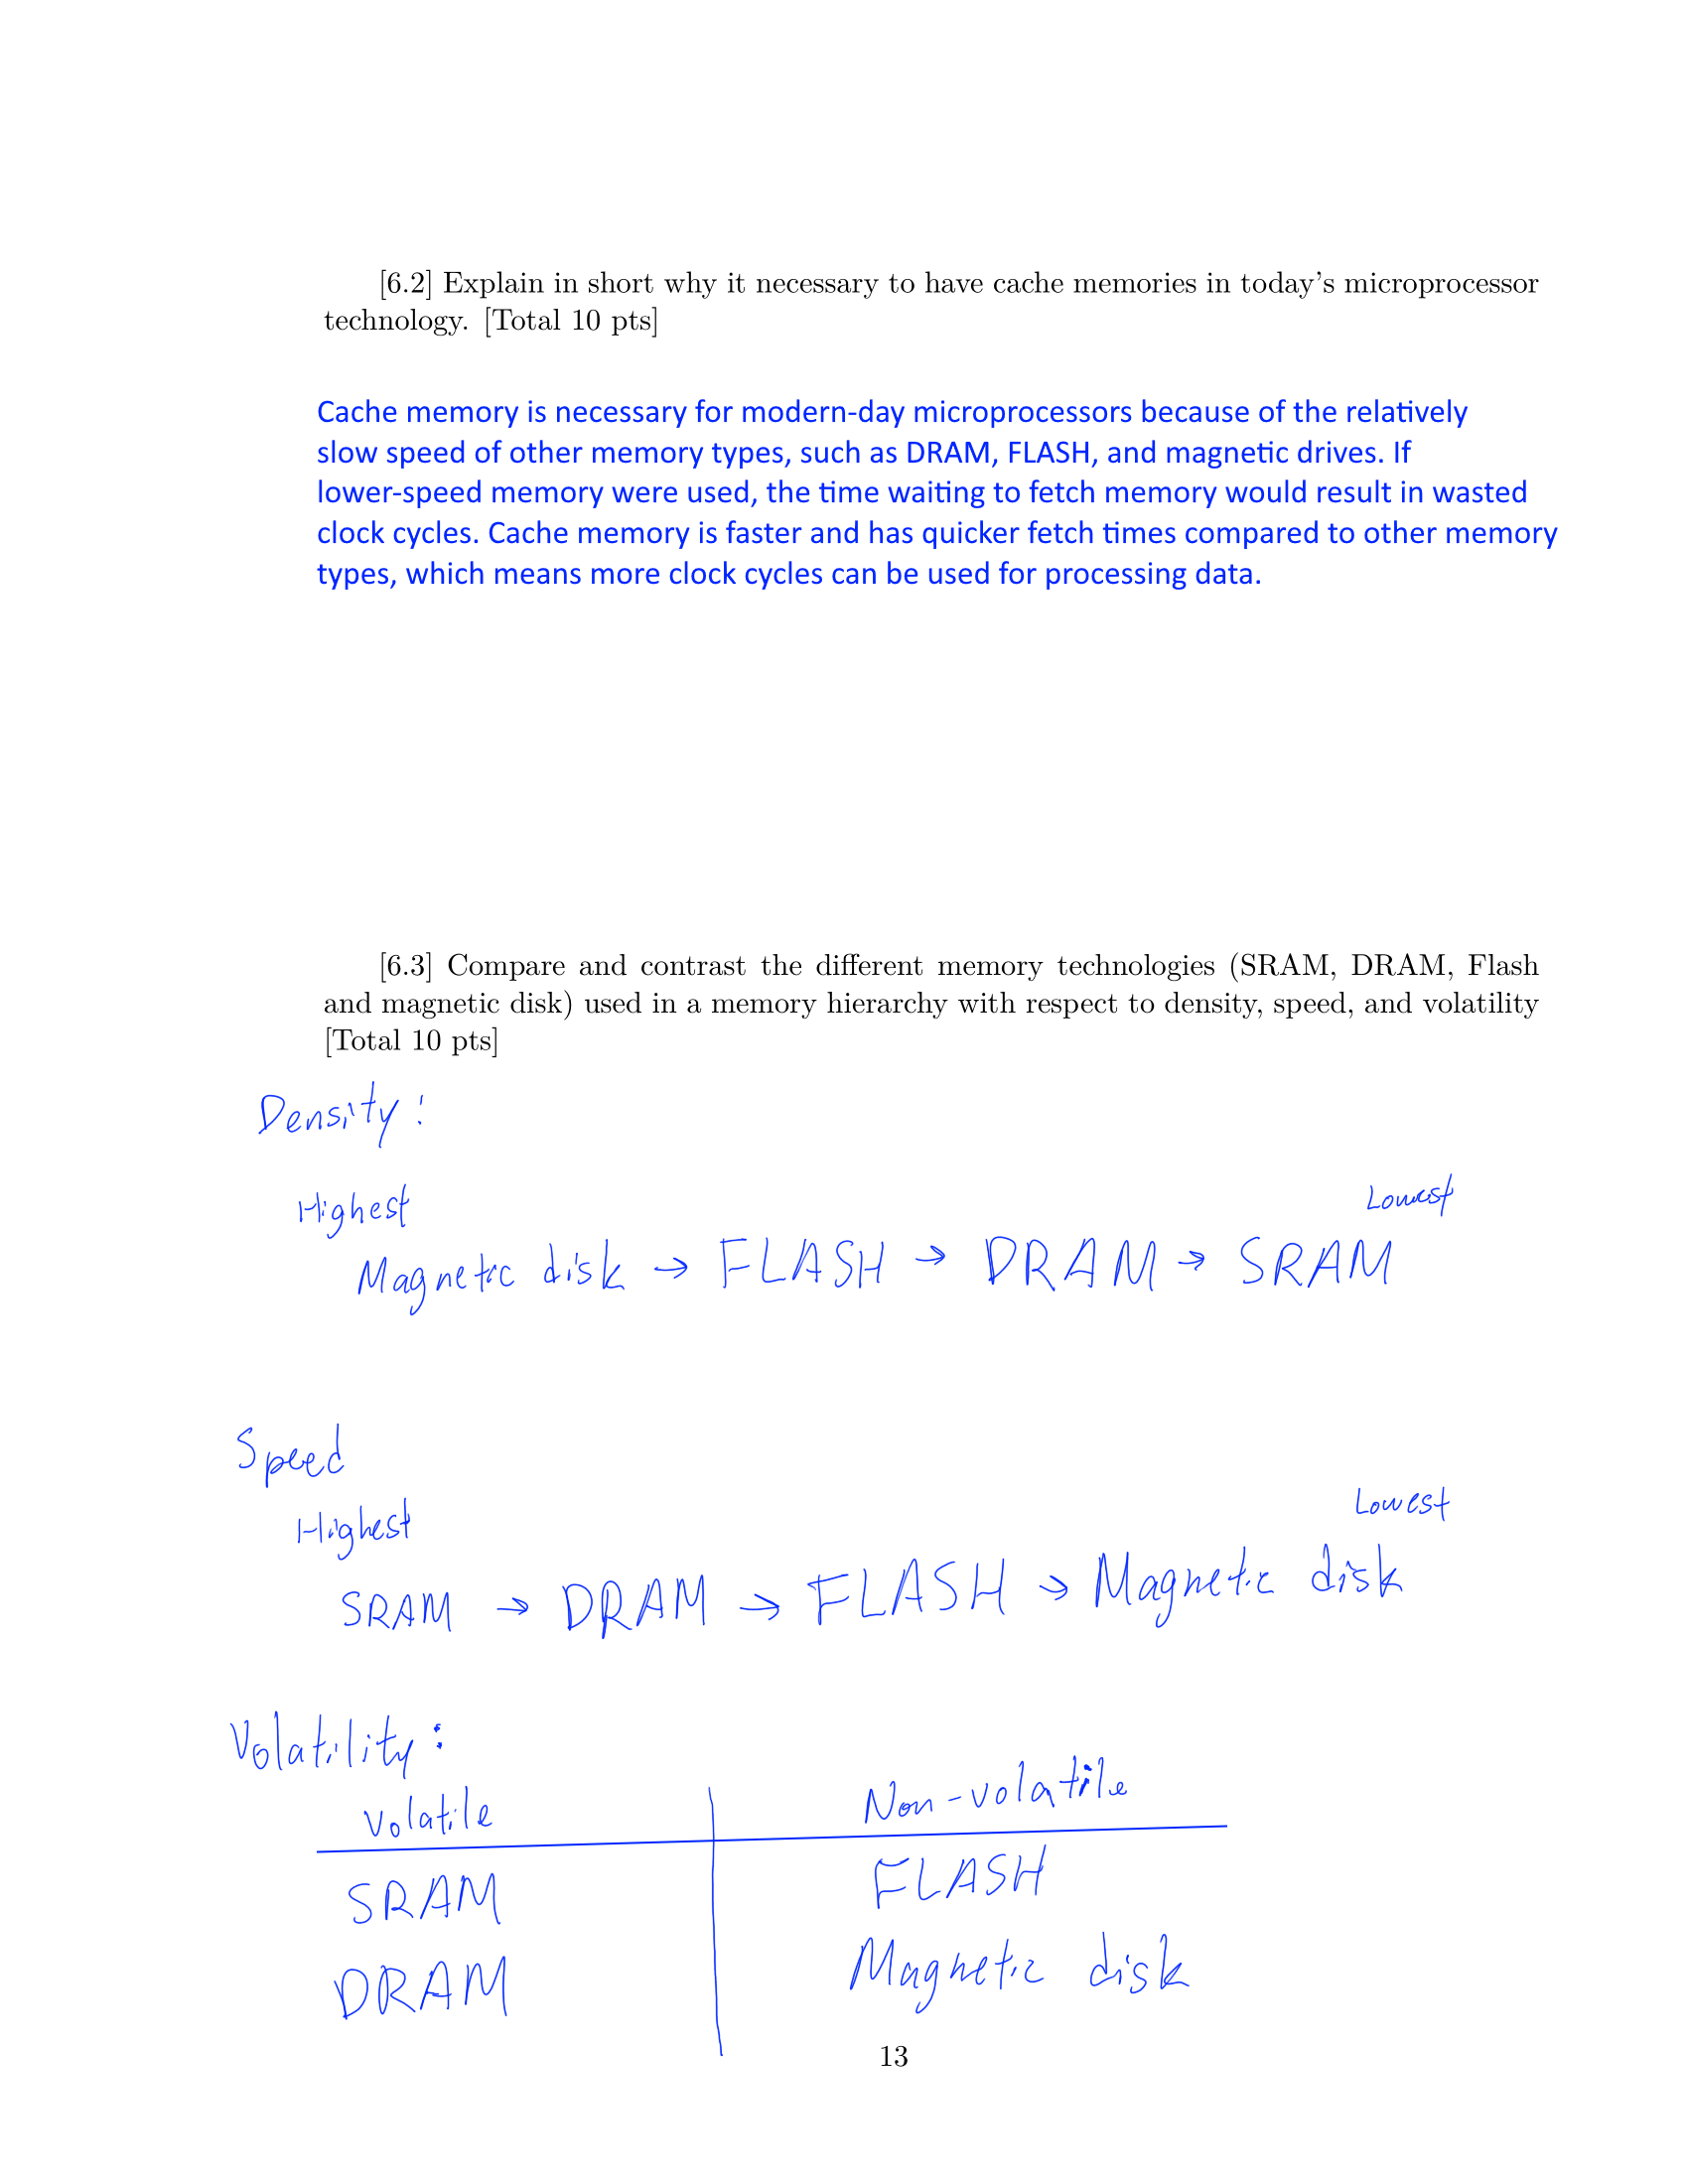 [6.2] Explain in short why it necessary to have cache memories in today's microprocessor
technology. [Total 10 pts]
Cache memory is necessary for modern-day microprocessors because of the relatively
slow speed of other memory types, such as DRAM, FLASH, and magnetic drives. If
lower-speed memory were used, the time waiting to fetch memory would result in wasted
clock cycles. Cache memory is faster and has quicker fetch times compared to other memory
types, which means more clock cycles can be used for processing data.
[6.3] Compare and contrast the different memory technologies (SRAM, DRAM, Flash
and magnetic disk) used in a memory hierarchy with respect to density, speed, and volatility
[Total 10 pts]
Density:
Highest Lowest
Magnetic disk → FLASH → DRAM → SRAM
Speed
Highest Lowest
SRAM → DRAM → FLASH → Magnetic disk
Volatility:
Volatile Non-volatile
SRAM FLASH
DRAM Magnetic disk
13